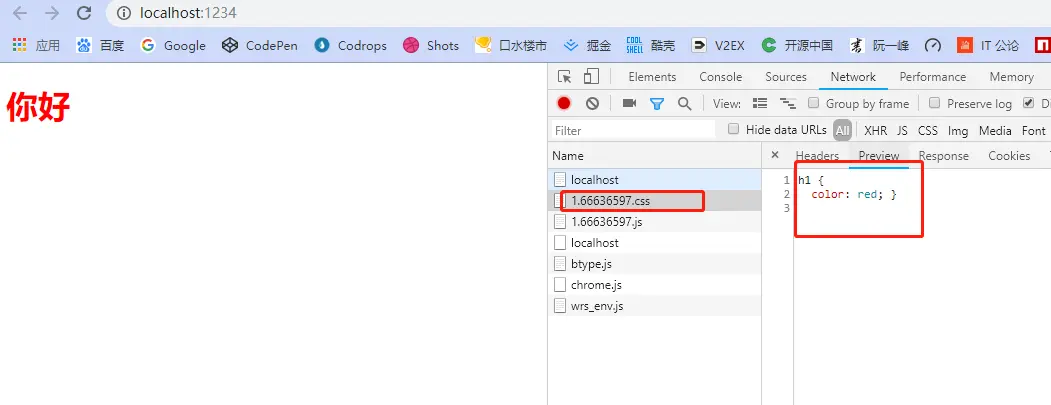 localhost:1234
应用 百度 Google CodePen Codrops Shots 口水楼市 掘金 COOL SHELL 酷壳 V2EX 开源中国 阮一峰 IT 公论
你好
Elements Console Sources Network Performance Memory
View: Group by frame Preserve log Di
Filter Hide data URLs All XHR JS CSS Img Media Font
Name Headers Preview Response Cookies
localhost
1.66636597.css
1.66636597.js
localhost
btype.js
chrome.js
wrs_env.js
1 h1 {
2 color: red; }
3